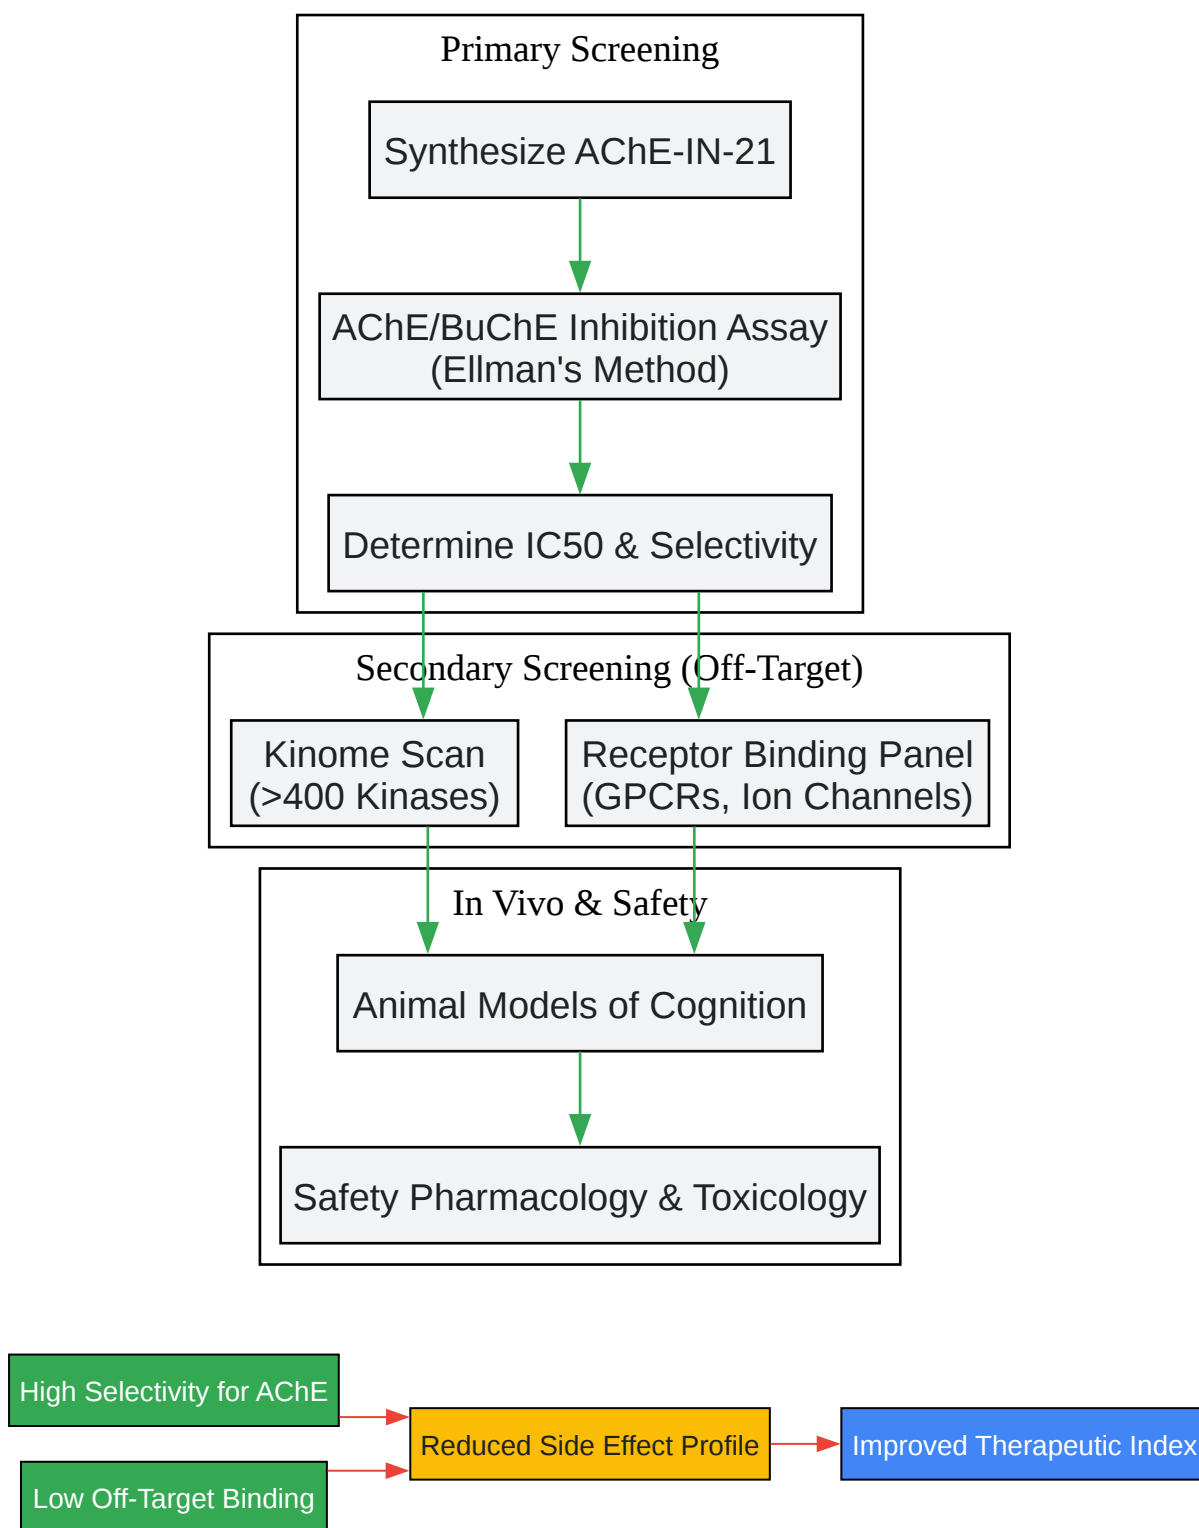 Primary Screening
Synthesize AChE-IN-21
AChE/BuChE Inhibition Assay
(Ellman's Method)
Determine IC50 & Selectivity
Secondary Screening (Off-Target)
Kinome Scan
(>400 Kinases)
Receptor Binding Panel
(GPCRs, Ion Channels)
In Vivo & Safety
Animal Models of Cognition
Safety Pharmacology & Toxicology
High Selectivity for AChE
Reduced Side Effect Profile
Improved Therapeutic Index
Low Off-Target Binding